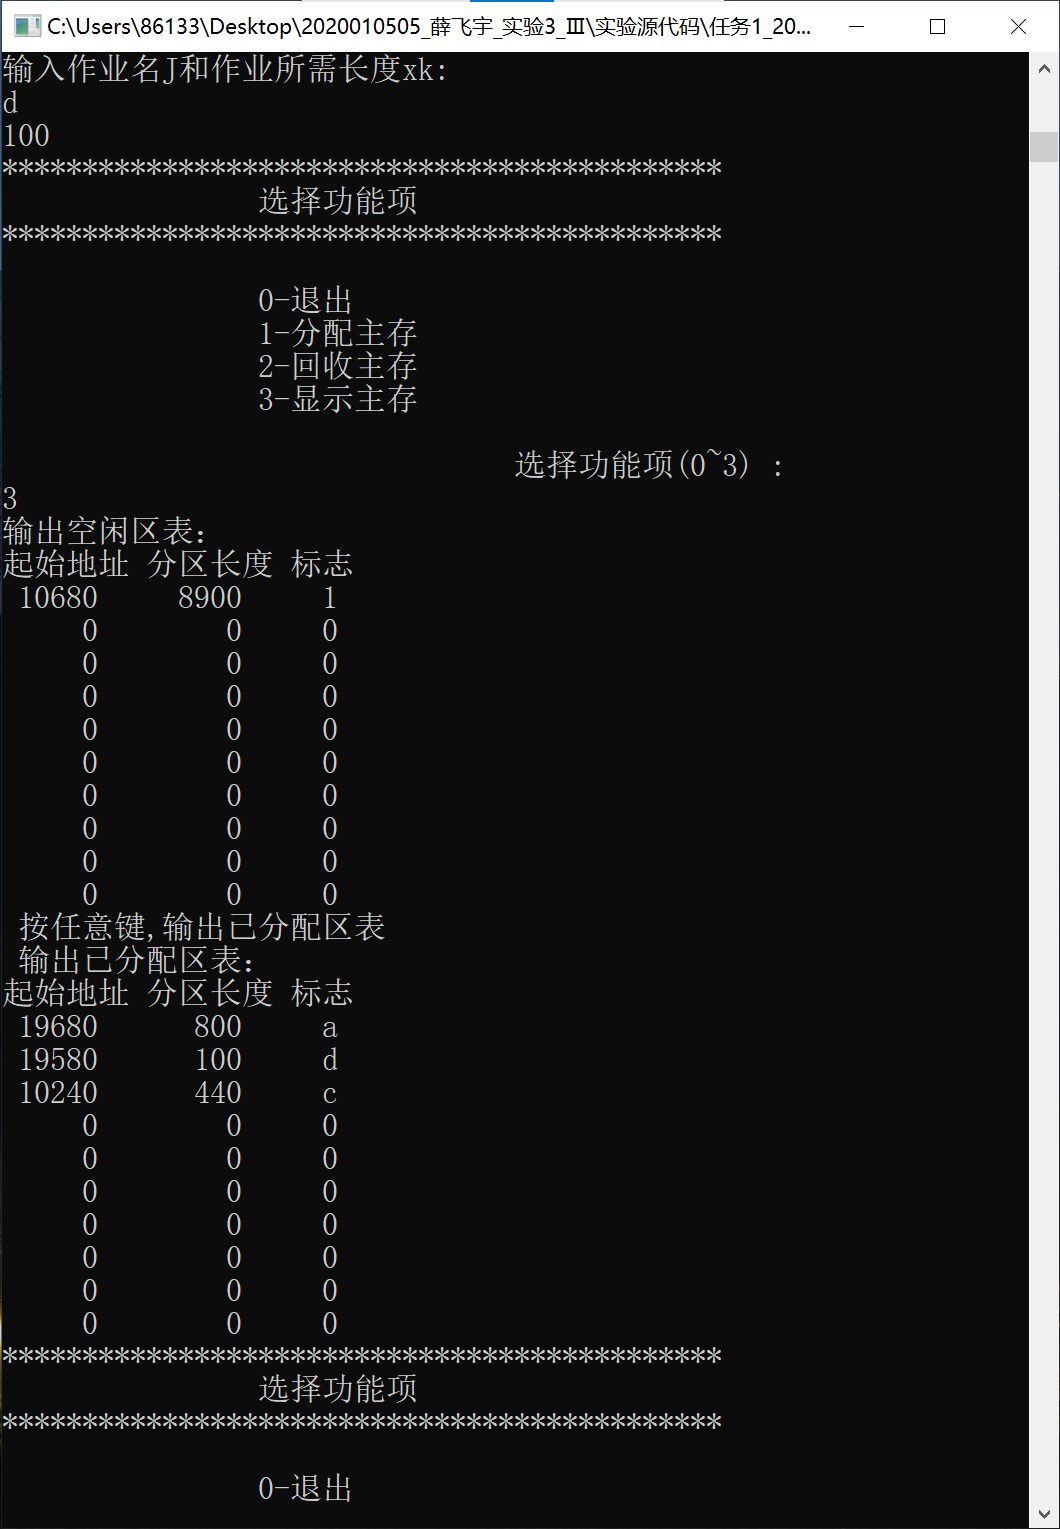 C:\Users\86133\Desktop\2020010505_薛飞宇_实验3_Ⅲ\实验源代码\任务1_20...
输入作业名J和作业所需长度xk:
d
100
*********************************************
选择功能项
*********************************************
0-退出
1-分配主存
2-回收主存
3-显示主存
选择功能项(0~3) :
3
输出空闲区表:
起始地址 分区长度 标志
10680 8900 1
0 0 0
0 0 0
0 0 0
0 0 0
0 0 0
0 0 0
0 0 0
0 0 0
0 0 0
按任意键,输出已分配区表
输出已分配区表:
起始地址 分区长度 标志
19680 800 a
19580 100 d
10240 440 c
0 0 0
0 0 0
0 0 0
0 0 0
0 0 0
0 0 0
0 0 0
*********************************************
选择功能项
*********************************************
0-退出